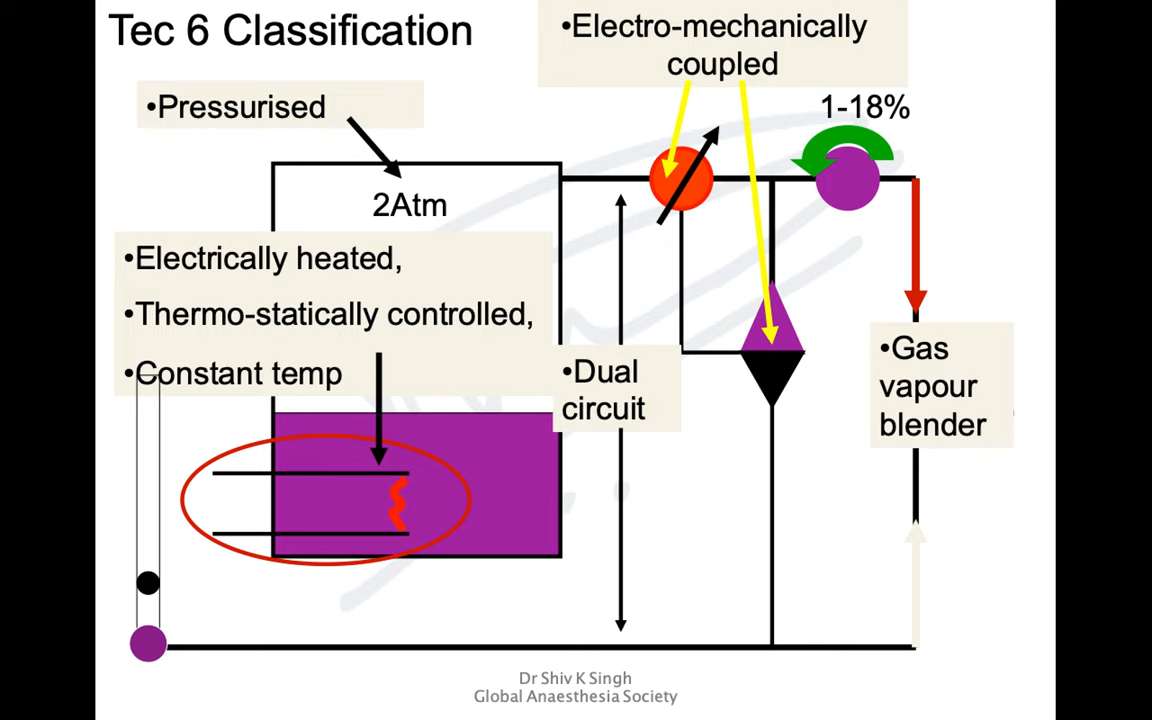 Tec 6 Classification
•Electro-mechanically
coupled
•Pressurised
1-18%
2Atm
•Electrically heated,
•Thermo-statically controlled,
•Constant temp
•Dual
circuit
•Gas
vapour
blender
Dr Shiv K Singh
Global Anaesthesia Society